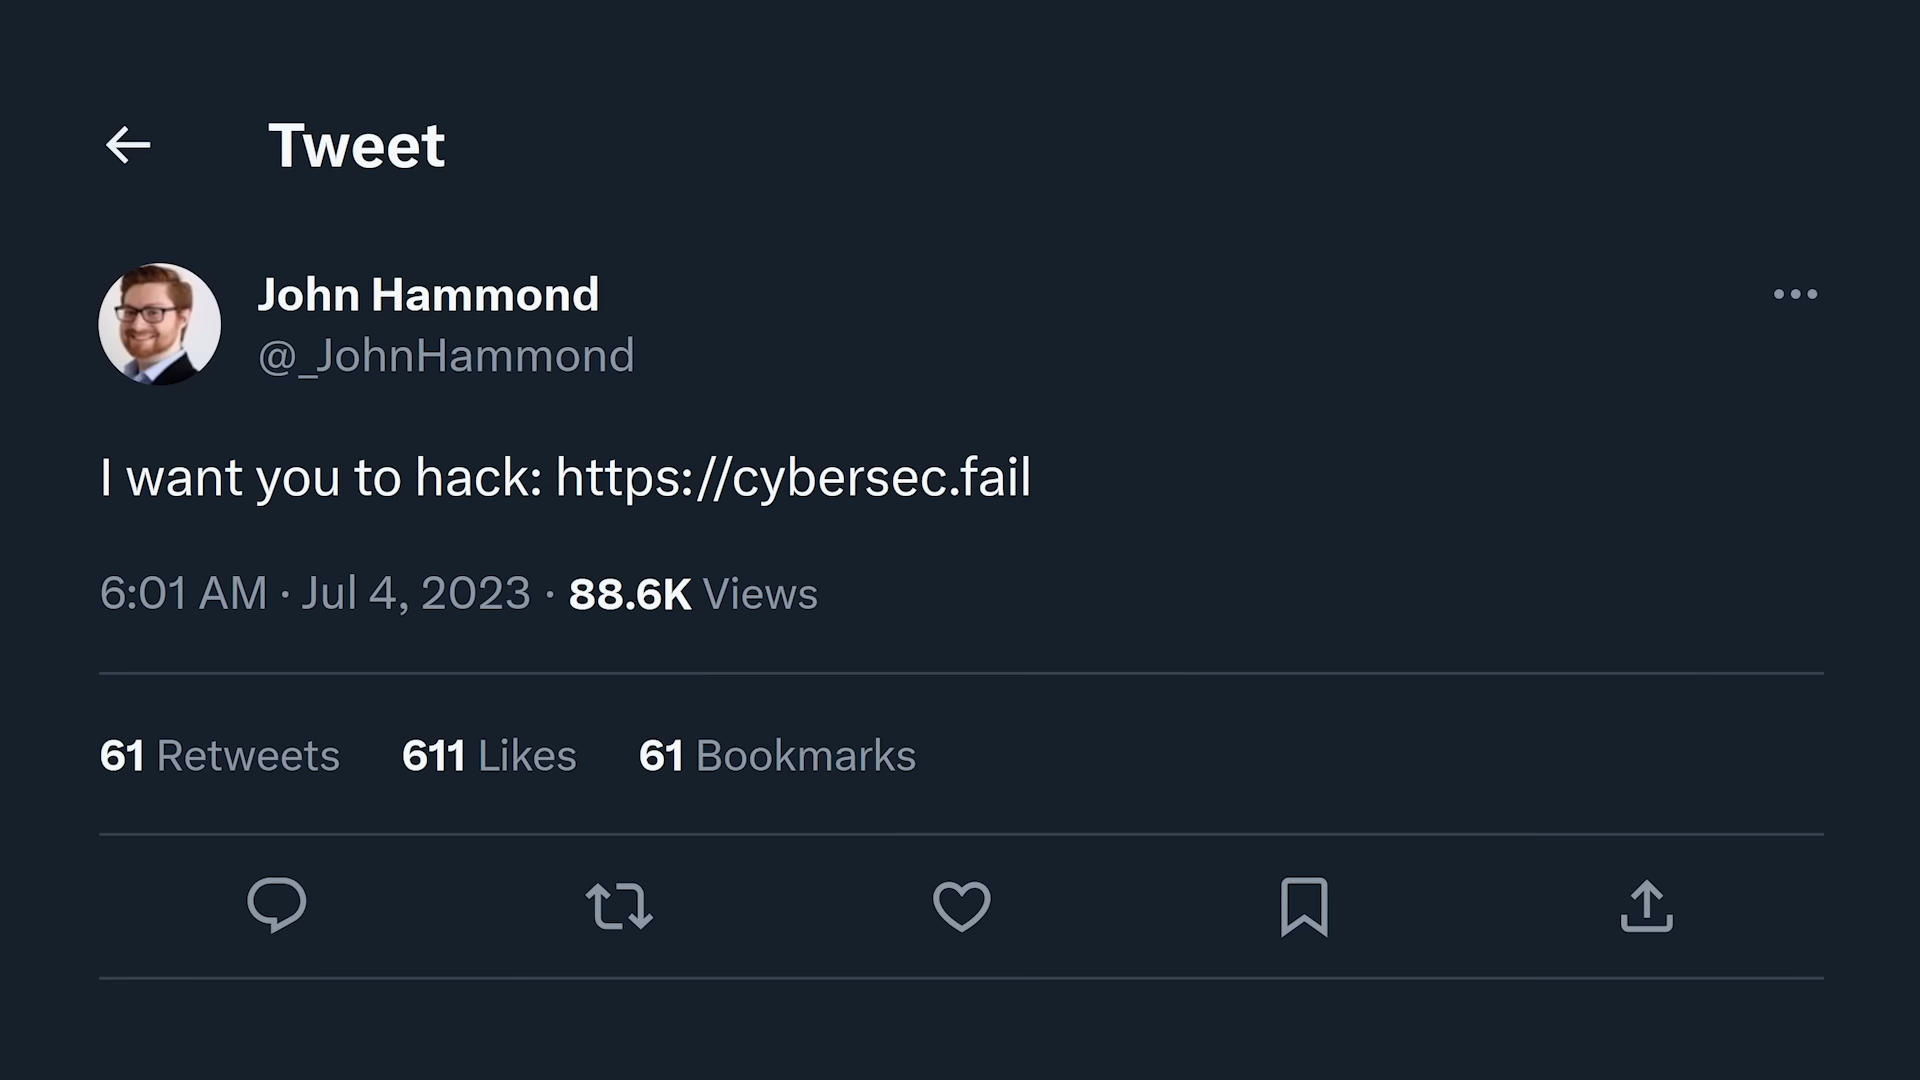 Tweet
John Hammond
@_JohnHammond
I want you to hack: https://cybersec.fail
6:01 AM · Jul 4, 2023 · 88.6K Views
61 Retweets 611 Likes 61 Bookmarks